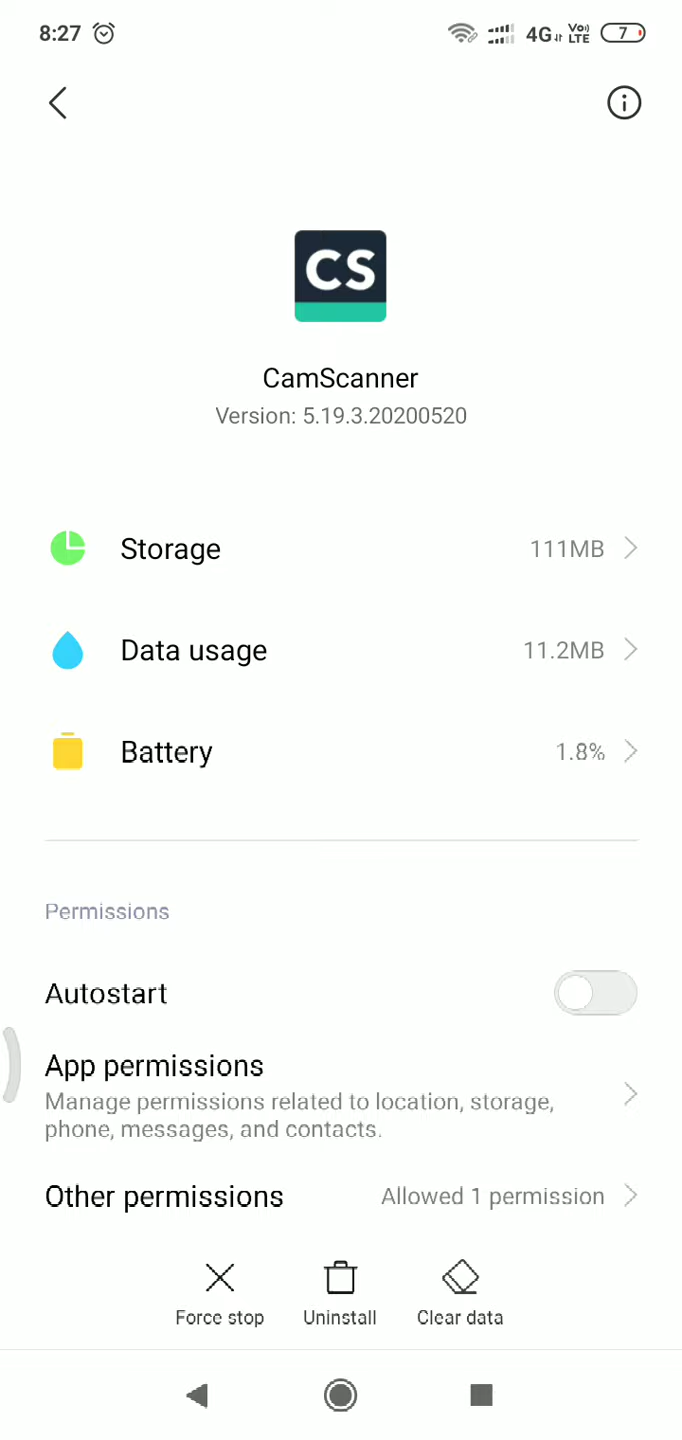 8:27 4G VoLTE 7
CS
CamScanner
Version: 5.19.3.20200520
Storage 111MB
Data usage 11.2MB
Battery 1.8%
Permissions
Autostart
App permissions
Manage permissions related to location, storage,
phone, messages, and contacts.
Other permissions Allowed 1 permission
Force stop Uninstall Clear data